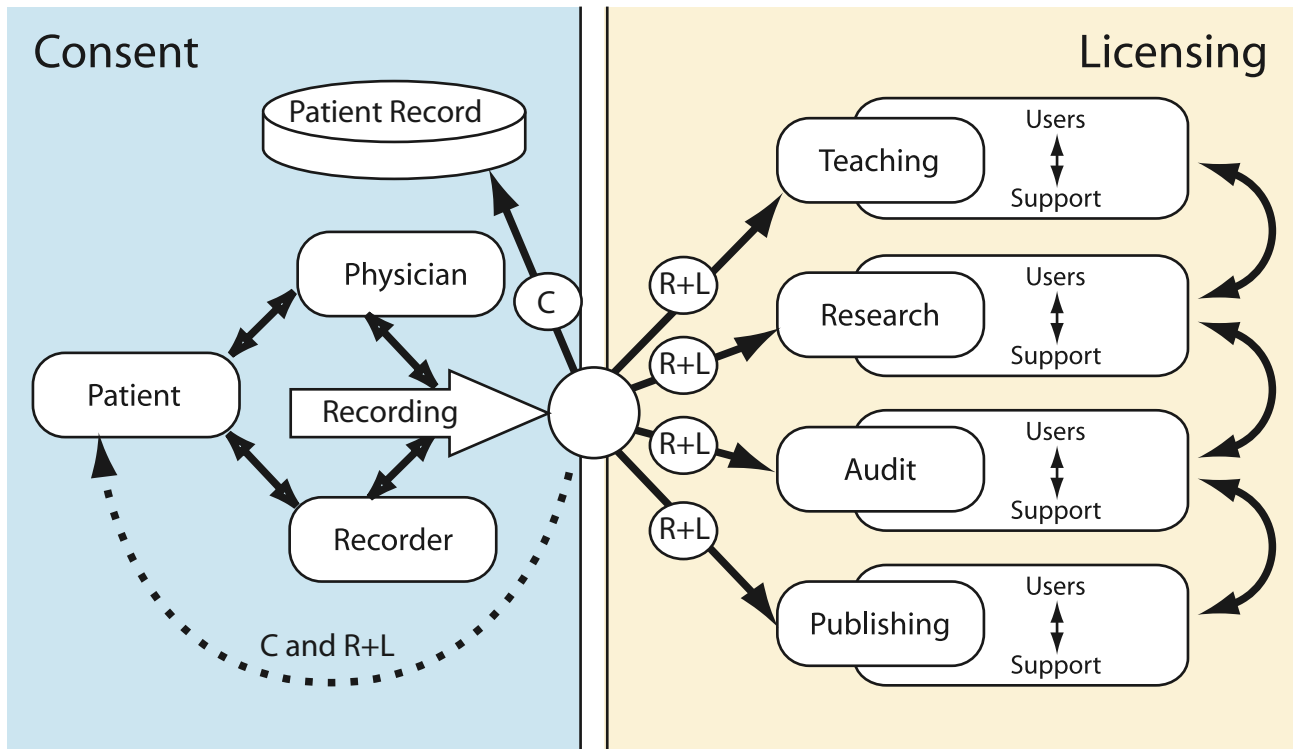 Consent
Patient Record
Physician
C
Patient
Recording
Recorder
C and R+L
Licensing
R+L
R+L
R+L
R+L
Teaching
Users
Support
Research
Users
Support
Audit
Users
Support
Publishing
Users
Support